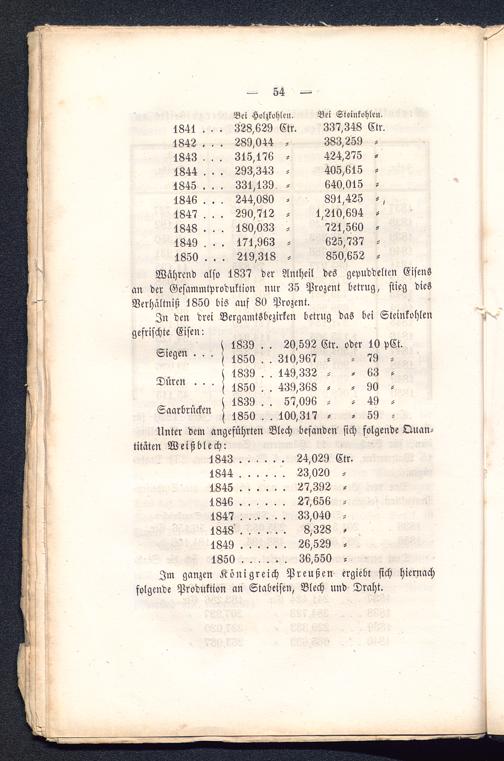 — 54 —
Bei Holzkohlen. Bei Steinkohlen.
1841 . . . 328,629 Ctr. 337,348 Ctr.
1842 . . . 289,044 „ 383,259 „
1843 . . . 315,176 „ 424,275 „
1844 . . . 293,343 „ 405,615 „
1845 . . . 331,139 „ 640,015 „
1846 . . . 244,080 „ 891,425 „
1847 . . . 290,712 „ 1,210,694 „
1848 . . . 180,033 „ 721,560 „
1849 . . . 171,963 „ 625,737 „
1850 . . . 219,318 „ 850,652 „
Während also 1837 der Antheil des gepuddelten Eisens
an der Gesammtproduktion nur 35 Prozent betrug, stieg dies
Verhältniß 1850 bis auf 80 Prozent.
In den drei Bergamtsbezirken betrug das bei Steinkohlen
gefrischte Eisen:
Siegen . . . { 1839 . . 20,592 Ctr. oder 10 pCt.
1850 . . 310,967 „ „ 79 „
Düren . . . { 1839 . . 149,332 „ „ 63 „
1850 . . 439,368 „ „ 90 „
Saarbrücken { 1839 . . 57,096 „ „ 49 „
1850 . . 100,317 „ „ 59 „
Unter dem angeführten Blech befanden sich folgende Quan-
titäten Weißblech:
1843 . . . . . . 24,029 Ctr.
1844 . . . . . . 23,020 „
1845 . . . . . . 27,392 „
1846 . . . . . . 27,656 „
1847 . . . . . . 33,040 „
1848 . . . . . . 8,328 „
1849 . . . . . . 26,529 „
1850 . . . . . . 36,550 „
Im ganzen Königreich Preußen ergiebt sich hiernach
folgende Produktion an Stabeisen, Blech und Draht.